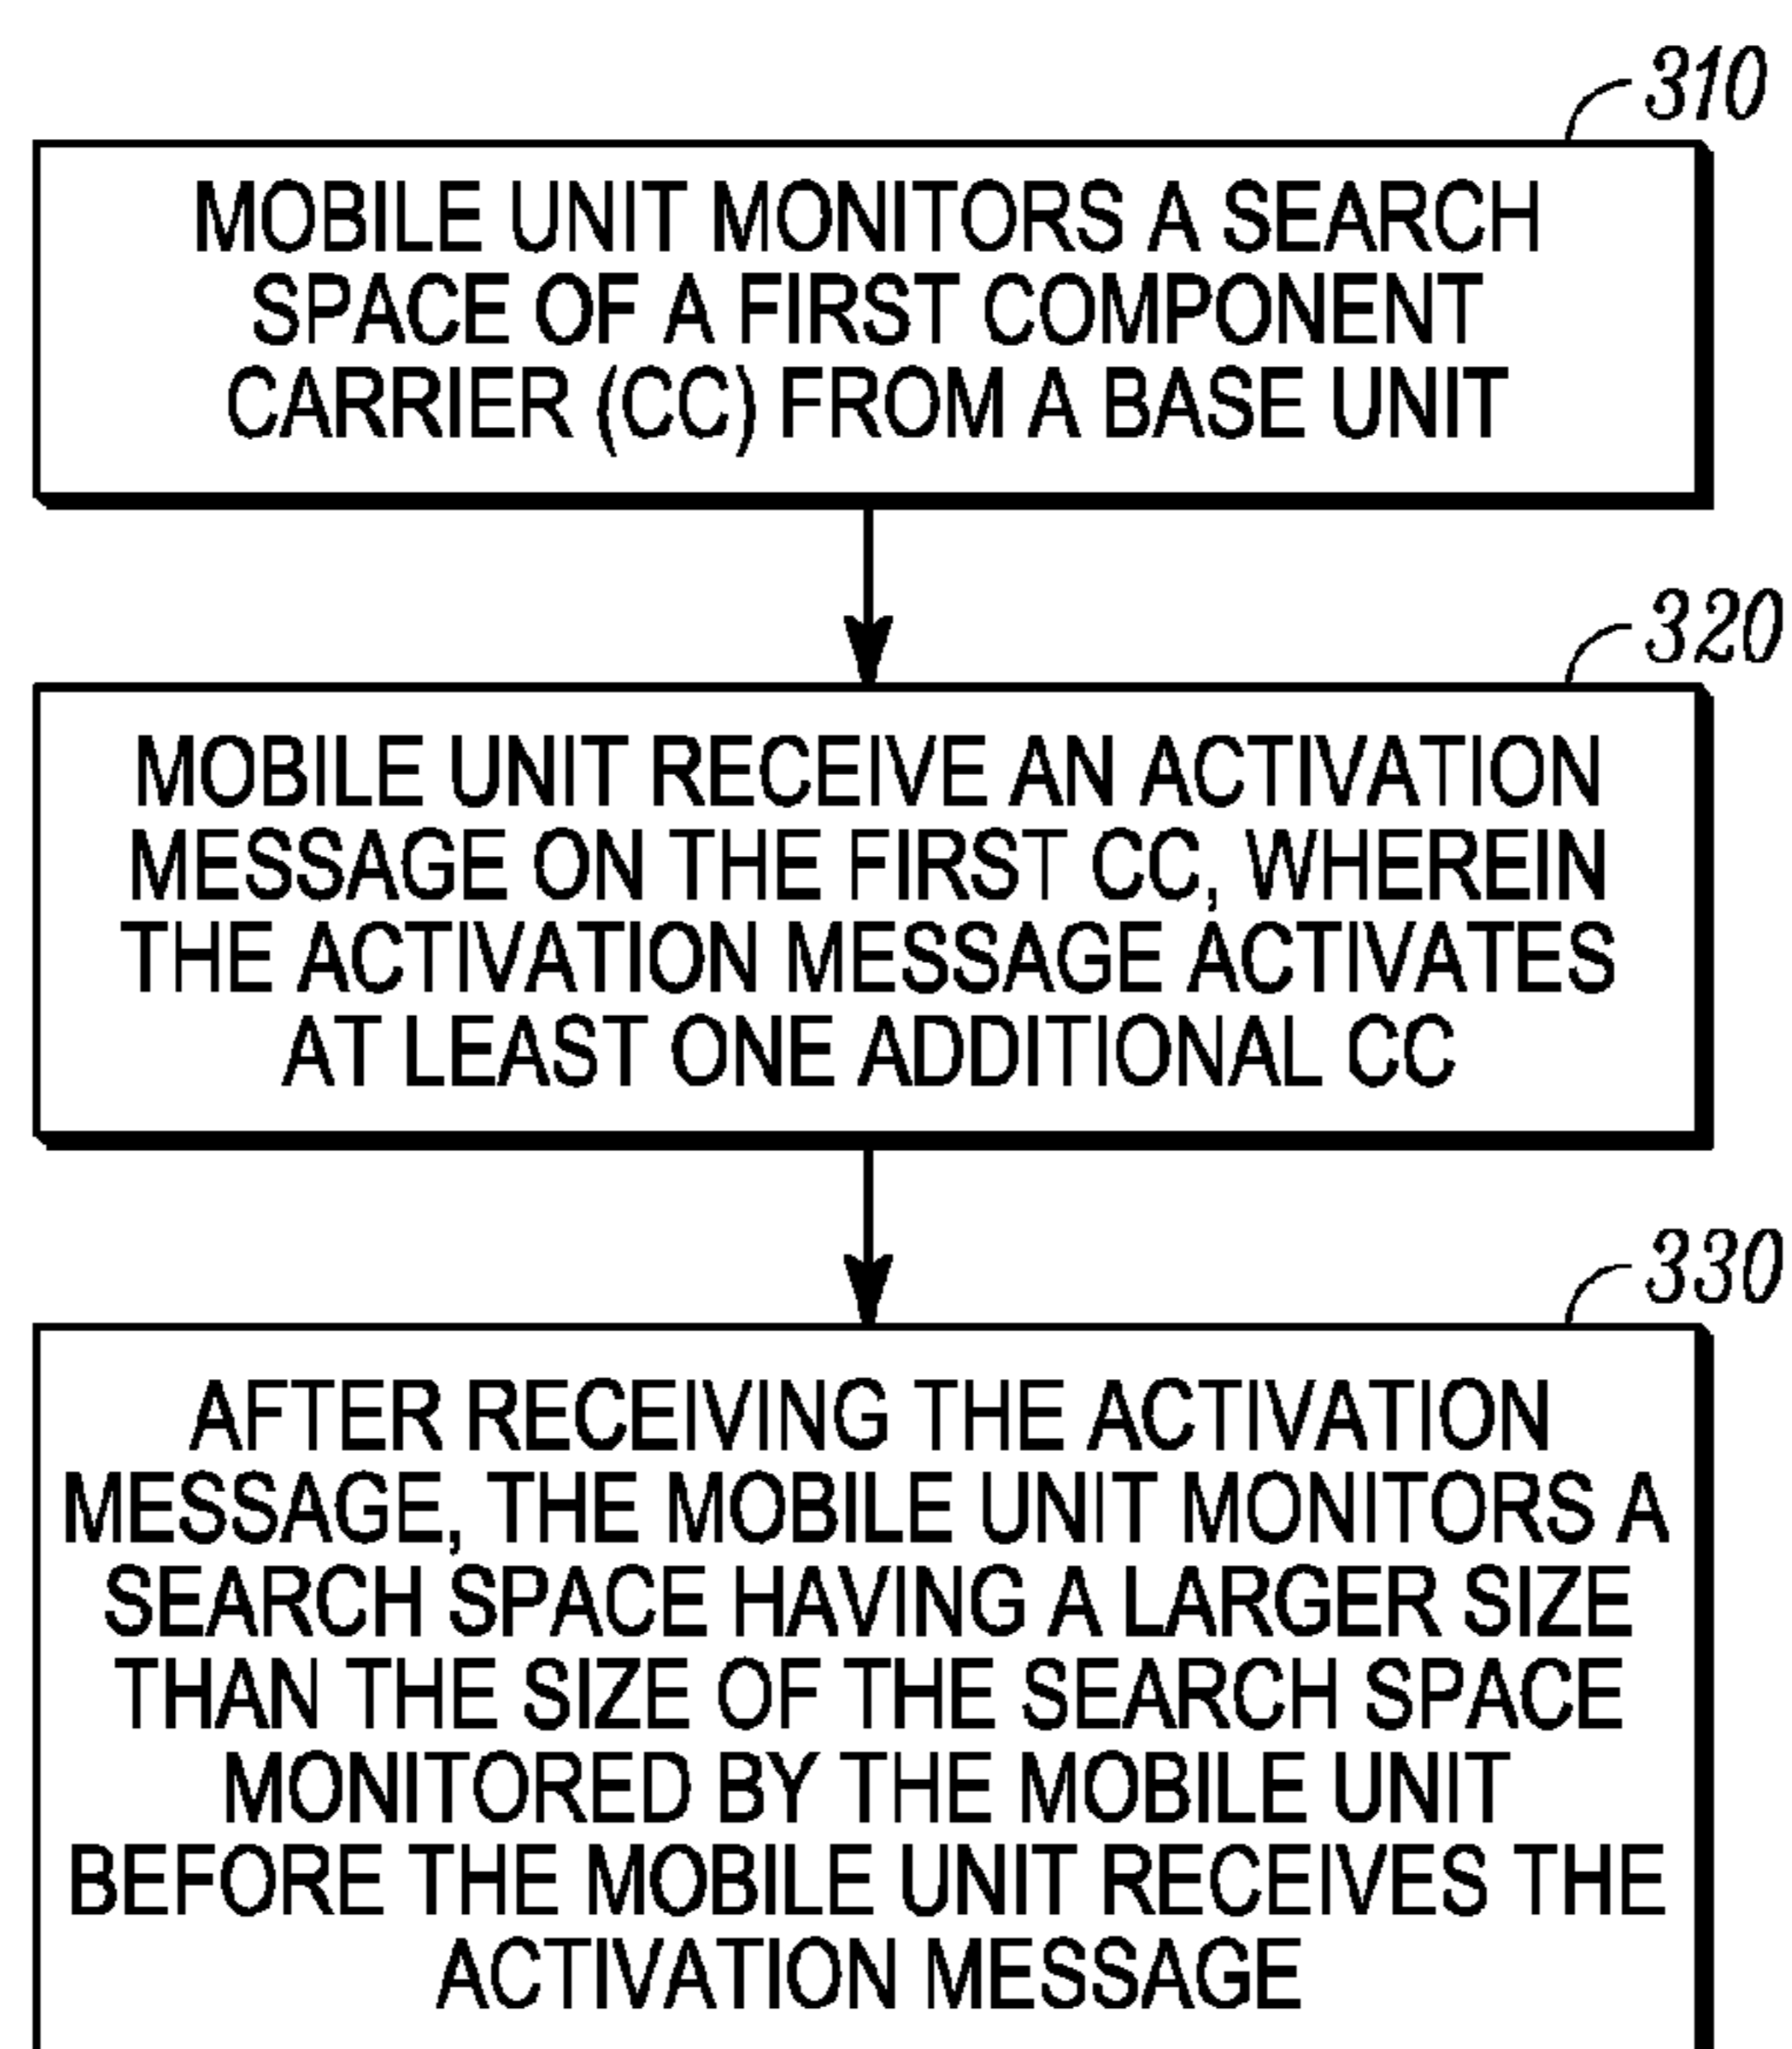 310
MOBILE UNIT MONITORS A SEARCH
SPACE OF A FIRST COMPONENT
CARRIER (CC) FROM A BASE UNIT
320
MOBILE UNIT RECEIVE AN ACTIVATION
MESSAGE ON THE FIRST CC, WHEREIN
THE ACTIVATION MESSAGE ACTIVATES
AT LEAST ONE ADDITIONAL CC
330
AFTER RECEIVING THE ACTIVATION
MESSAGE, THE MOBILE UNIT MONITORS A
SEARCH SPACE HAVING A LARGER SIZE
THAN THE SIZE OF THE SEARCH SPACE
MONITORED BY THE MOBILE UNIT
BEFORE THE MOBILE UNIT RECEIVES THE
ACTIVATION MESSAGE